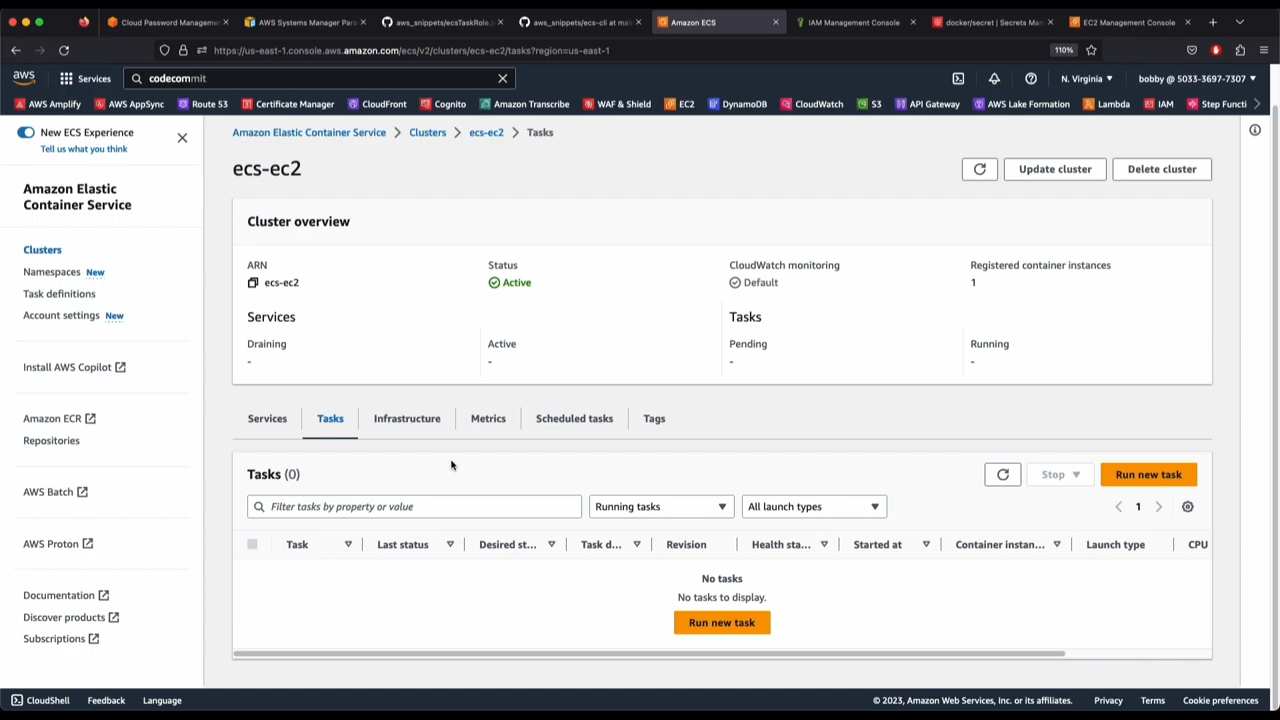 Cloud Password Manageme
AWS Systems Manager Par
aws_snippets/ecsTaskRole.j
aws_snippets/ecs-cli at mai
Amazon ECS
IAM Management Console
docker/secret | Secrets Man
EC2 Management Console
https://us-east-1.console.aws.amazon.com/ecs/v2/clusters/ecs-ec2/tasks?region=us-east-1
110%
aws
Services
codecommit
N. Virginia
bobby @ 5033-3697-7307
AWS Amplify
AWS AppSync
Route 53
Certificate Manager
CloudFront
Cognito
Amazon Transcribe
WAF & Shield
EC2
DynamoDB
CloudWatch
S3
API Gateway
AWS Lake Formation
Lambda
IAM
Step Functi
New ECS Experience
Tell us what you think
Amazon Elastic
Container Service
Clusters
Namespaces New
Task definitions
Account settings New
Install AWS Copilot
Amazon ECR
Repositories
AWS Batch
AWS Proton
Documentation
Discover products
Subscriptions
Amazon Elastic Container Service > Clusters > ecs-ec2 > Tasks
ecs-ec2
Update cluster
Delete cluster
Cluster overview
ARN
ecs-ec2
Status
Active
CloudWatch monitoring
Default
Registered container instances
1
Services
Tasks
Draining
-
Active
-
Pending
-
Running
-
Services
Tasks
Infrastructure
Metrics
Scheduled tasks
Tags
Tasks (0)
Stop
Run new task
Filter tasks by property or value
Running tasks
All launch types
1
Task
Last status
Desired st...
Task d...
Revision
Health sta...
Started at
Container instan...
Launch type
CPU
No tasks
No tasks to display.
Run new task
CloudShell
Feedback
Language
© 2023, Amazon Web Services, Inc. or its affiliates.
Privacy
Terms
Cookie preferences